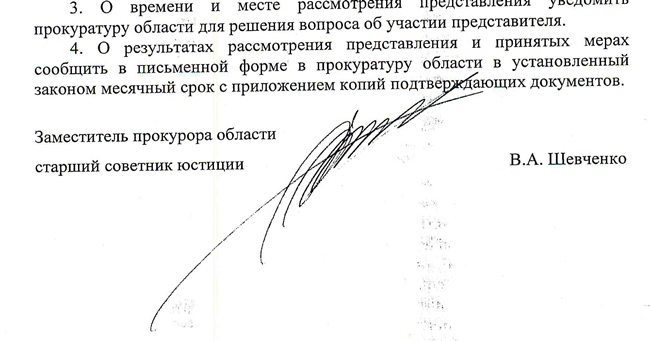 3. О времени и месте рассмотрения представления уведомить
прокуратуру области для решения вопроса об участии представителя.
4. О результатах рассмотрения представления и принятых мерах
сообщить в письменной форме в прокуратуру области в установленный
законом месячный срок с приложением копий подтверждающих документов.
Заместитель прокурора области
старший советник юстиции
В.А. Шевченко